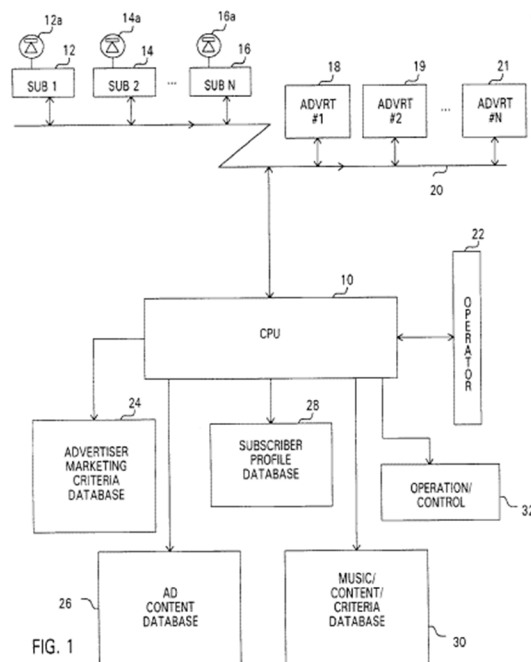 12a
14a
16a
12
14
16
SUB 1
SUB 2
...
SUB N
18
19
21
ADVRT
#1
ADVRT
#2
...
ADVRT
#N
20
22
10
CPU
OPERATOR
24
ADVERTISER
MARKETING
CRITERIA
DATABASE
28
SUBSCRIBER
PROFILE
DATABASE
OPERATION/
CONTROL
32
26
AD
CONTENT
DATABASE
MUSIC/
CONTENT/
CRITERIA
DATABASE
30
FIG. 1